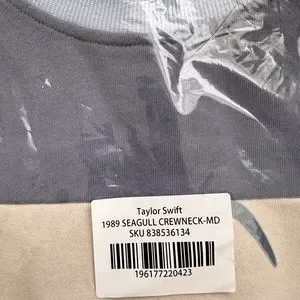 Taylor Swift
1989 SEAGULL CREWNECK-MD
SKU 838536134
196177220423